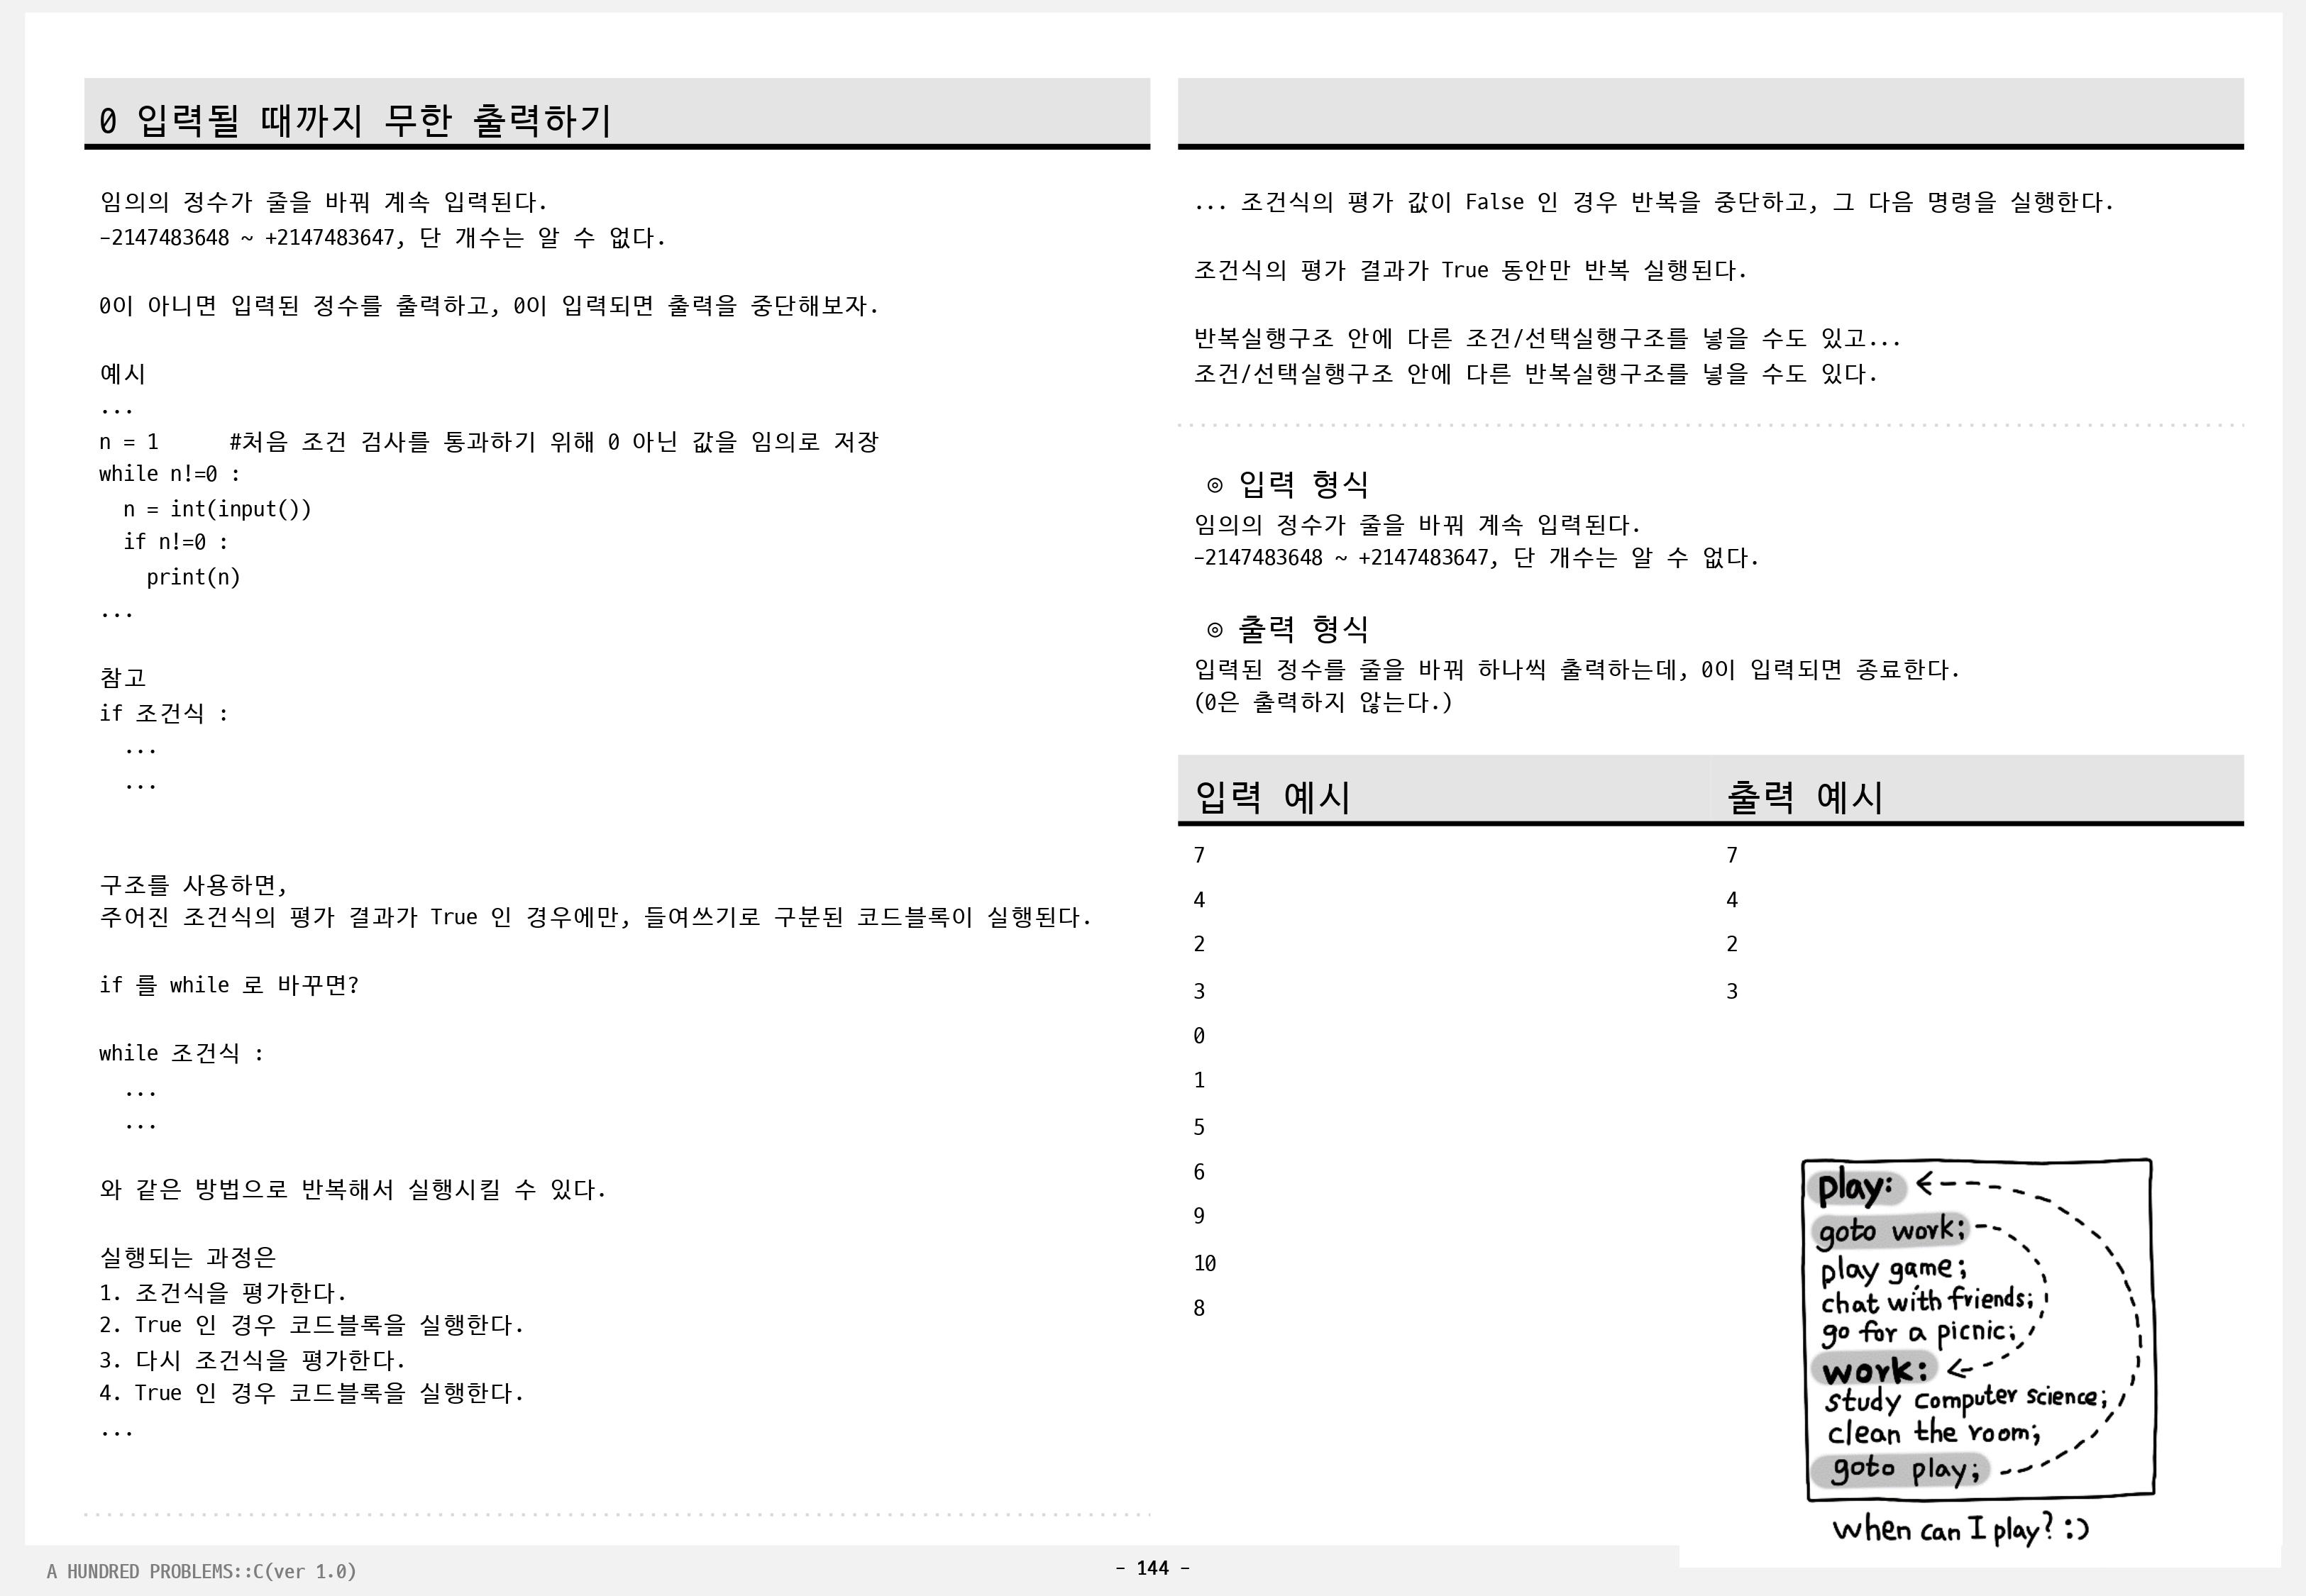 0 입력될 때까지 무한 출력하기
임의의 정수가 줄을 바꿔 계속 입력된다.
-2147483648 ~ +2147483647, 단 개수는 알 수 없다.
0이 아니면 입력된 정수를 출력하고, 0이 입력되면 출력을 중단해보자.
예시
...
n = 1      #처음 조건 검사를 통과하기 위해 0 아닌 값을 임의로 저장
while n!=0 :
  n = int(input())
  if n!=0 :
    print(n)
...
참고
if 조건식 :
  ...
  ...
구조를 사용하면,
주어진 조건식의 평가 결과가 True 인 경우에만, 들여쓰기로 구분된 코드블록이 실행된다.
if 를 while 로 바꾸면?
while 조건식 :
  ...
  ...
와 같은 방법으로 반복해서 실행시킬 수 있다.
실행되는 과정은
1. 조건식을 평가한다.
2. True 인 경우 코드블록을 실행한다.
3. 다시 조건식을 평가한다.
4. True 인 경우 코드블록을 실행한다.
...
... 조건식의 평가 값이 False 인 경우 반복을 중단하고, 그 다음 명령을 실행한다.
조건식의 평가 결과가 True 동안만 반복 실행된다.
반복실행구조 안에 다른 조건/선택실행구조를 넣을 수도 있고...
조건/선택실행구조 안에 다른 반복실행구조를 넣을 수도 있다.
◎ 입력 형식
임의의 정수가 줄을 바꿔 계속 입력된다.
-2147483648 ~ +2147483647, 단 개수는 알 수 없다.
◎ 출력 형식
입력된 정수를 줄을 바꿔 하나씩 출력하는데, 0이 입력되면 종료한다.
(0은 출력하지 않는다.)
입력 예시
7
4
2
3
0
1
5
6
9
10
8
출력 예시
7
4
2
3
play:
goto work;
play game;
chat with friends;
go for a picnic;
work:
study computer science;
clean the room;
goto play;
when can I play? :)
A HUNDRED PROBLEMS::C(ver 1.0)
- 144 -